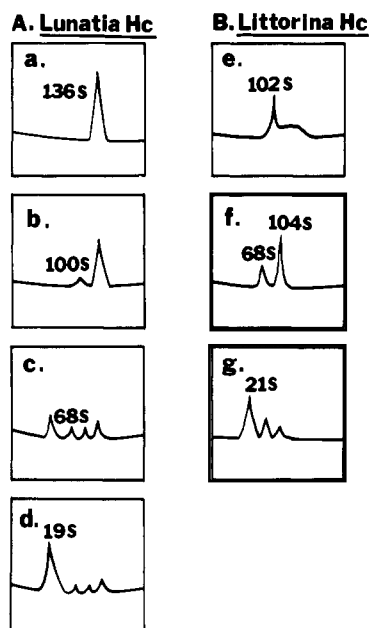 A. Lunatia Hc
B. Littorina Hc
a.
136S
b.
100S
c.
68S
d.
19S
e.
102S
f.
104S
68S
g.
21S